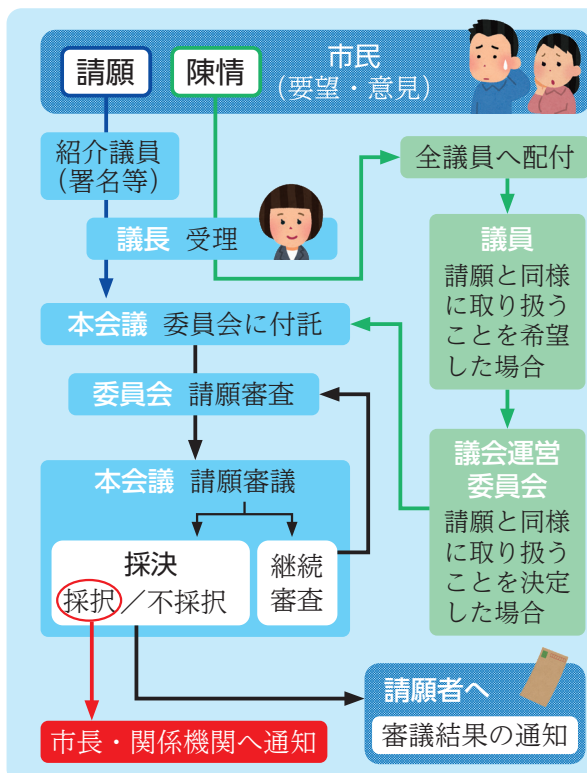 請願
陳情
市民
(要望・意見)
紹介議員
(署名等)
議長 受理
全議員へ配付
議員
請願と同様
に取り扱う
ことを希望
した場合
本会議 委員会に付託
委員会 請願審査
議会運営
委員会
請願と同様
に取り扱う
ことを決定
した場合
本会議 請願審議
採決
採択／不採択
継続
審査
請願者へ
審議結果の通知
市長・関係機関へ通知